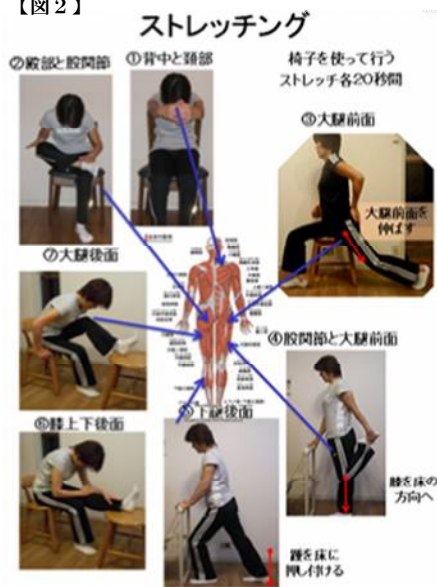 【図２】
ストレッチング
②殿部と股関節
①背中と頚部
椅子を使って行う
ストレッチ各20秒間
③大腿前面
大腿前面を
伸ばす
⑦大腿後面
④股関節と大腿前面
⑥膝上下後面
⑤下腿後面
膝を床の
方向へ
踵を床に
押し付ける